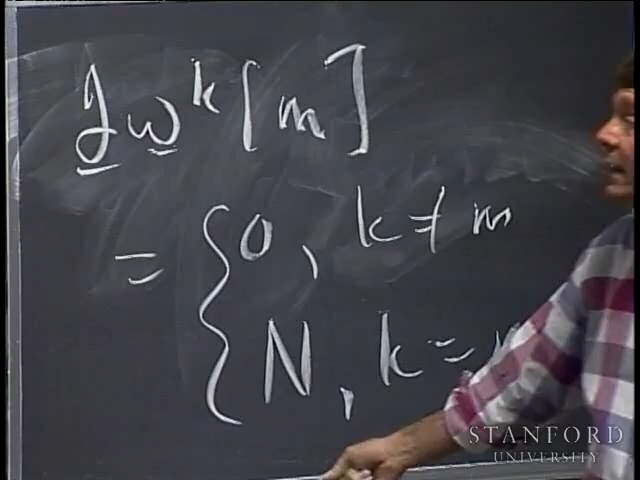 ℱω^k[m]
= { 0, k ≠ m
N, k =
STANFORD
UNIVERSITY